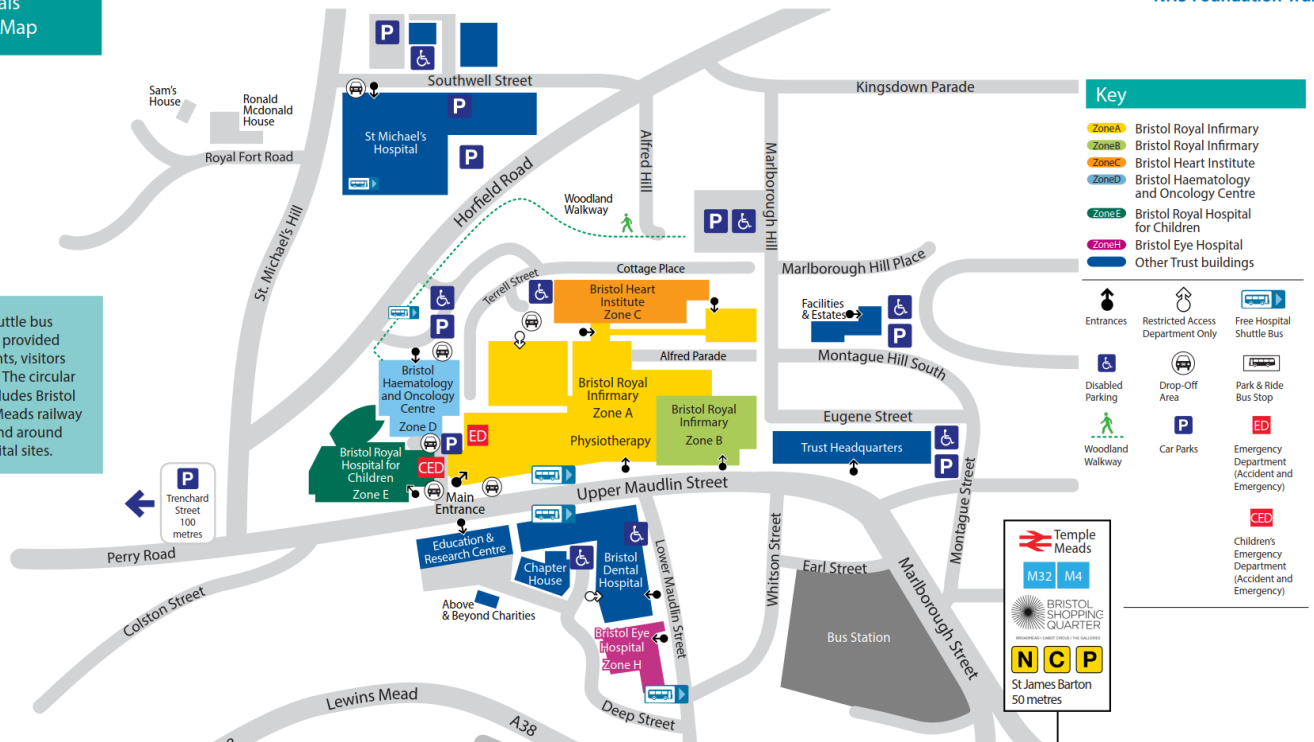 Map
Southwell Street
Kingsdown Parade
Sam's
House
Ronald
Mcdonald
House
Royal Fort Road
St Michael's
Hospital
P
P
P
Alfred Hill
Marlborough Hill
Horfield Road
St. Michael's Hill
Woodland
Walkway
P
Cottage Place
Terrell Street
Marlborough Hill Place
Bristol Heart
Institute
Zone C
Facilities
& Estates
P
P
Alfred Parade
Montague Hill South
Bristol
Haematology
and Oncology
Centre
Zone D
Bristol Royal
Infirmary
Zone A
Physiotherapy
Bristol Royal
Infirmary
Zone B
Eugene Street
Trust Headquarters
P
ED
P
CED
Bristol Royal
Hospital for
Children
Zone E
Main
Entrance
Upper Maudlin Street
P
Trenchard
Street
100
metres
Perry Road
Colston Street
Education &
Research Centre
Chapter
House
Bristol
Dental
Hospital
Above
& Beyond Charities
Lower Maudlin Street
Bristol Eye
Hospital
Zone H
Whitson Street
Earl Street
Bus Station
Marlborough Street
Montague Street
Lewins Mead
A38
Deep Street
uttle bus
provided
nts, visitors
The circular
ludes Bristol
Meads railway
nd around
ital sites.
Key
ZoneA Bristol Royal Infirmary
ZoneB Bristol Royal Infirmary
ZoneC Bristol Heart Institute
ZoneD Bristol Haematology
and Oncology Centre
ZoneE Bristol Royal Hospital
for Children
ZoneH Bristol Eye Hospital
Other Trust buildings
Entrances
Restricted Access
Department Only
Free Hospital
Shuttle Bus
Disabled
Parking
Drop-Off
Area
Park & Ride
Bus Stop
Woodland
Walkway
P
Car Parks
ED
Emergency
Department
(Accident and
Emergency)
CED
Children's
Emergency
Department
(Accident and
Emergency)
Temple
Meads
M32 M4
BRISTOL
SHOPPING
QUARTER
BROADMEAD / CABOT CIRCUS / THE GALLERIES
N C P
St James Barton
50 metres